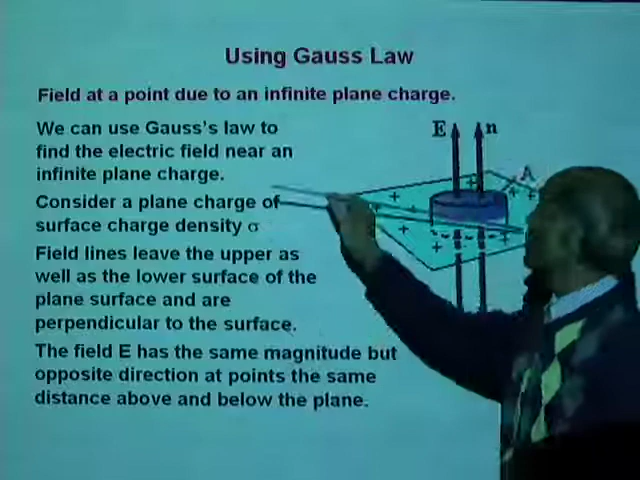 Using Gauss Law
Field at a point due to an infinite plane charge.
We can use Gauss's law to
find the electric field near an
infinite plane charge.
Consider a plane charge of
surface charge density σ
Field lines leave the upper as
well as the lower surface of the
plane surface and are
perpendicular to the surface.
The field E has the same magnitude but
opposite direction at points the same
distance above and below the plane.
E n
A